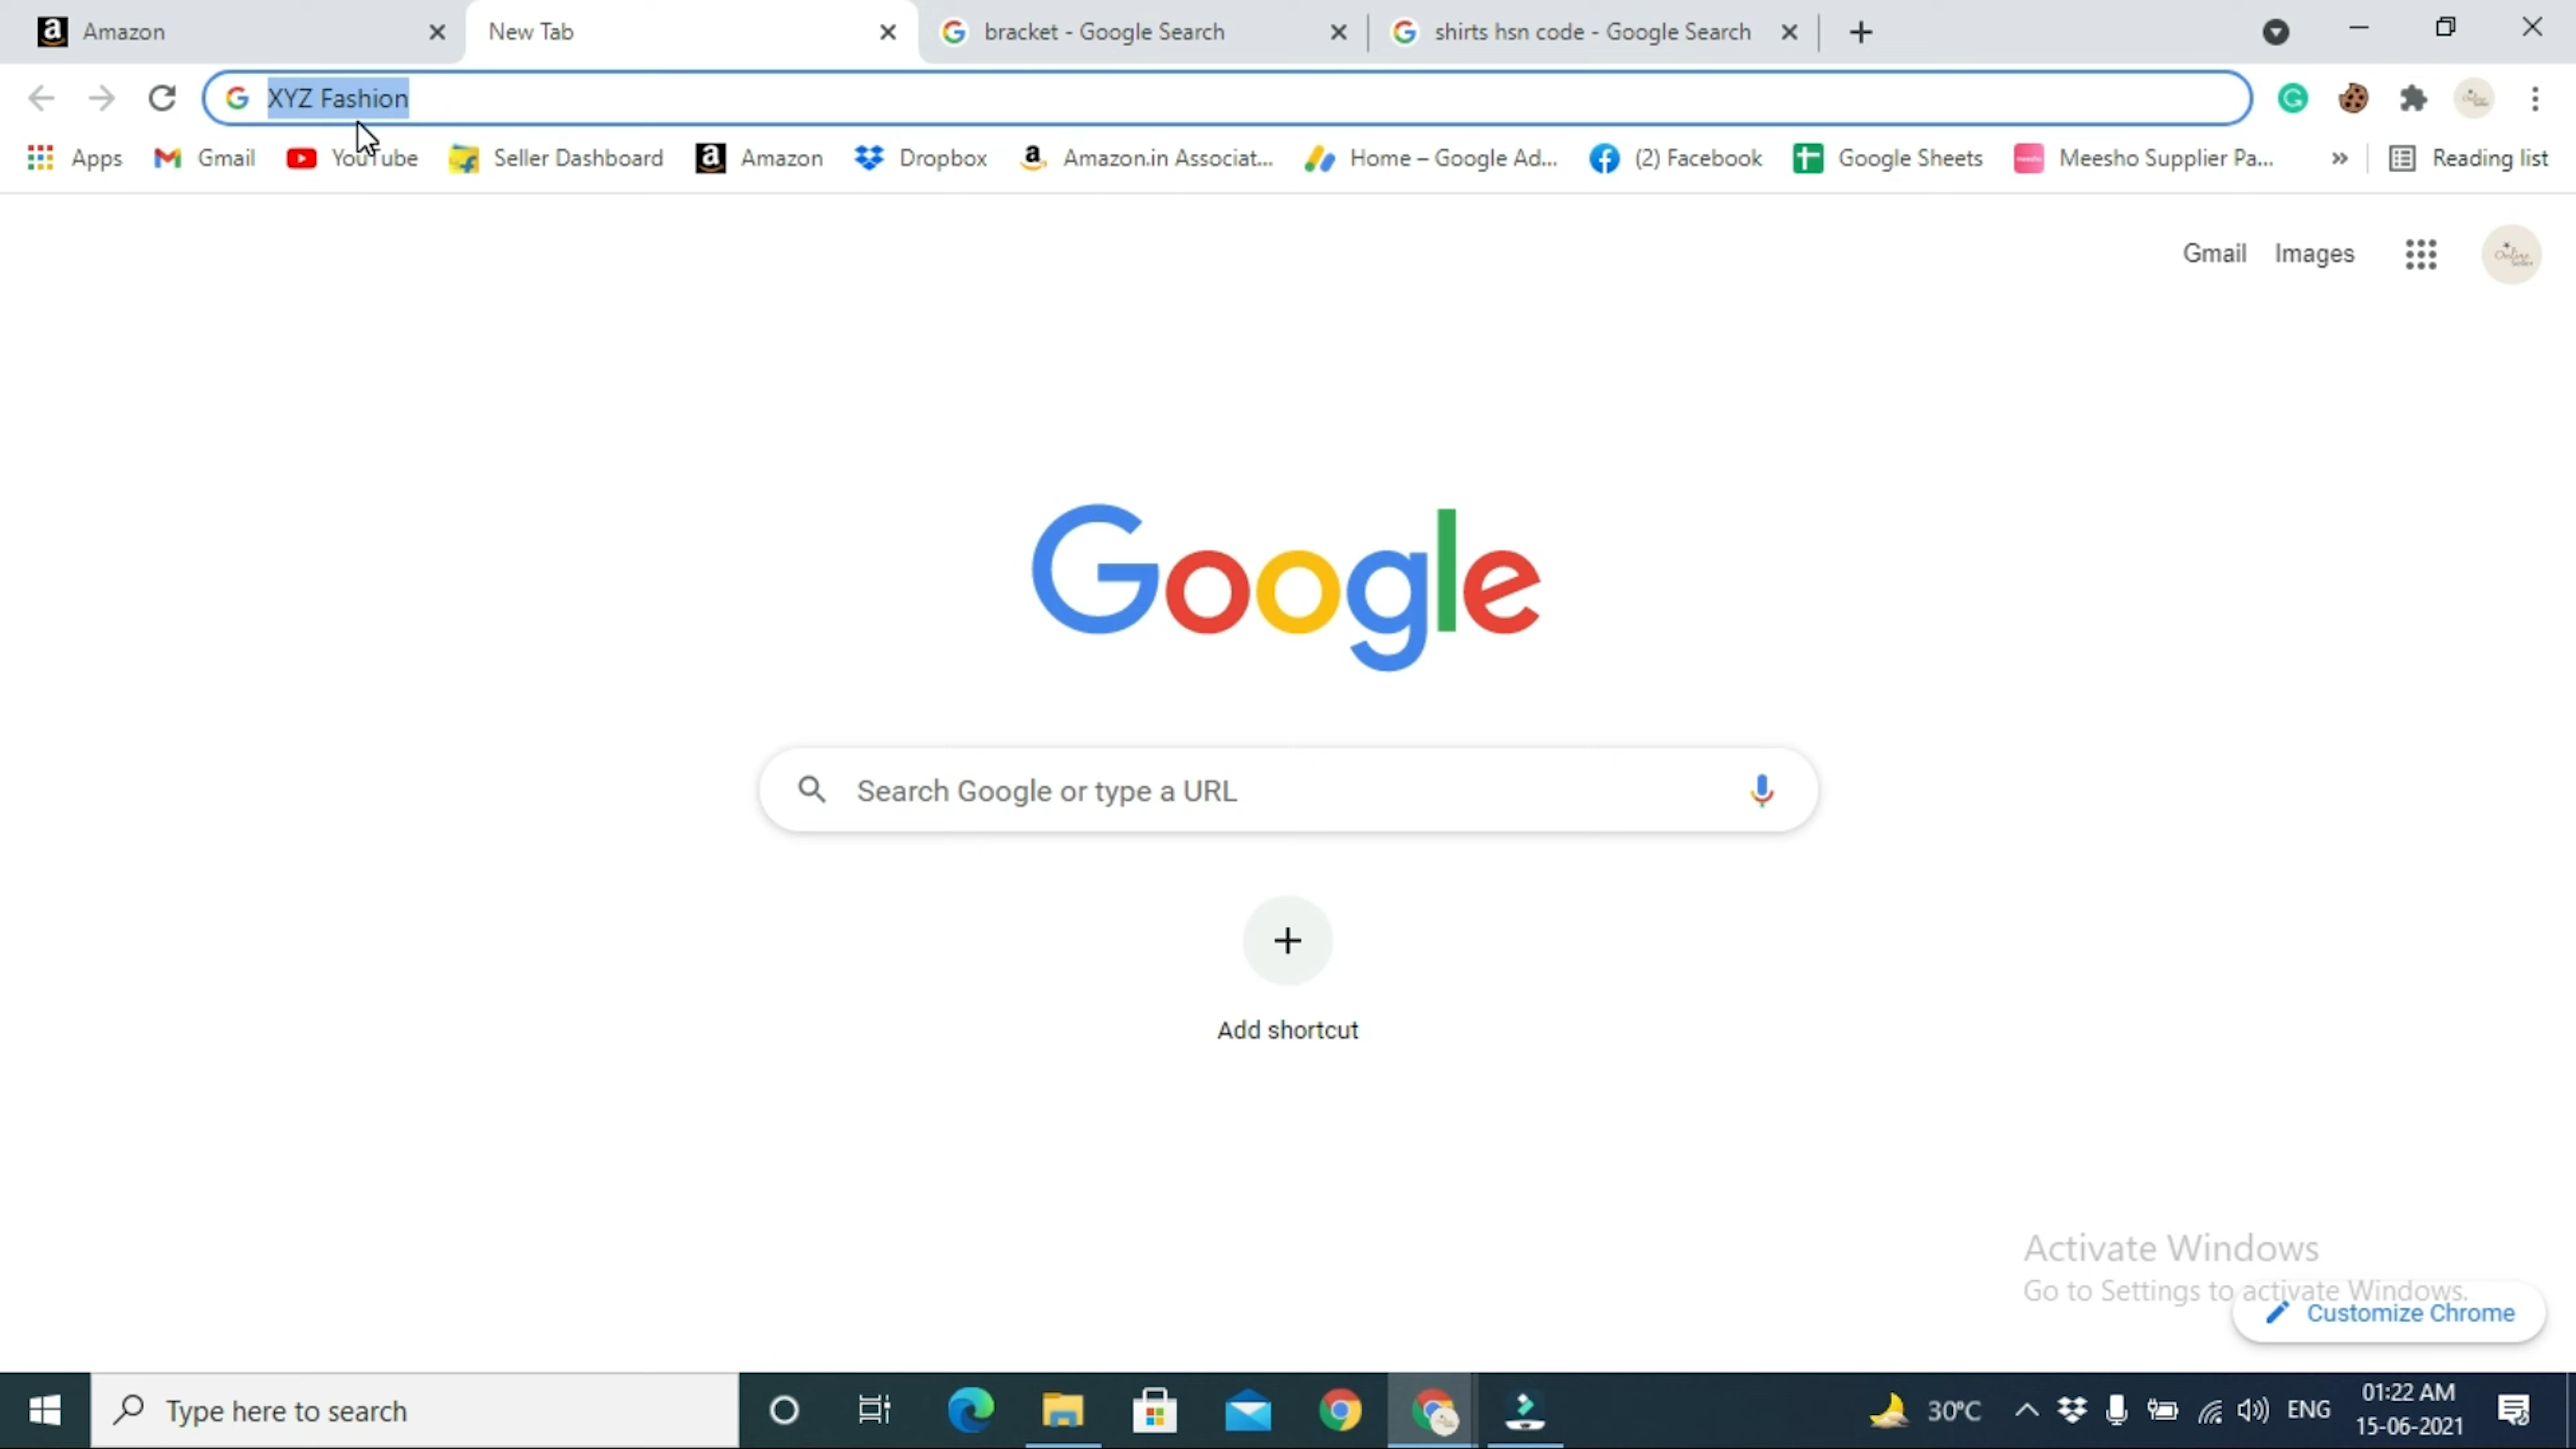 Amazon
New Tab
bracket - Google Search
shirts hsn code - Google Search
XYZ Fashion
Apps
Gmail
YouTube
Seller Dashboard
Amazon
Dropbox
Amazon.in Associat...
Home – Google Ad...
(2) Facebook
Google Sheets
Meesho Supplier Pa...
»
Reading list
Gmail
Images
Google
Search Google or type a URL
Add shortcut
Activate Windows
Go to Settings to activate Windows.
Customize Chrome
Type here to search
30°C
ENG
01:22 AM
15-06-2021